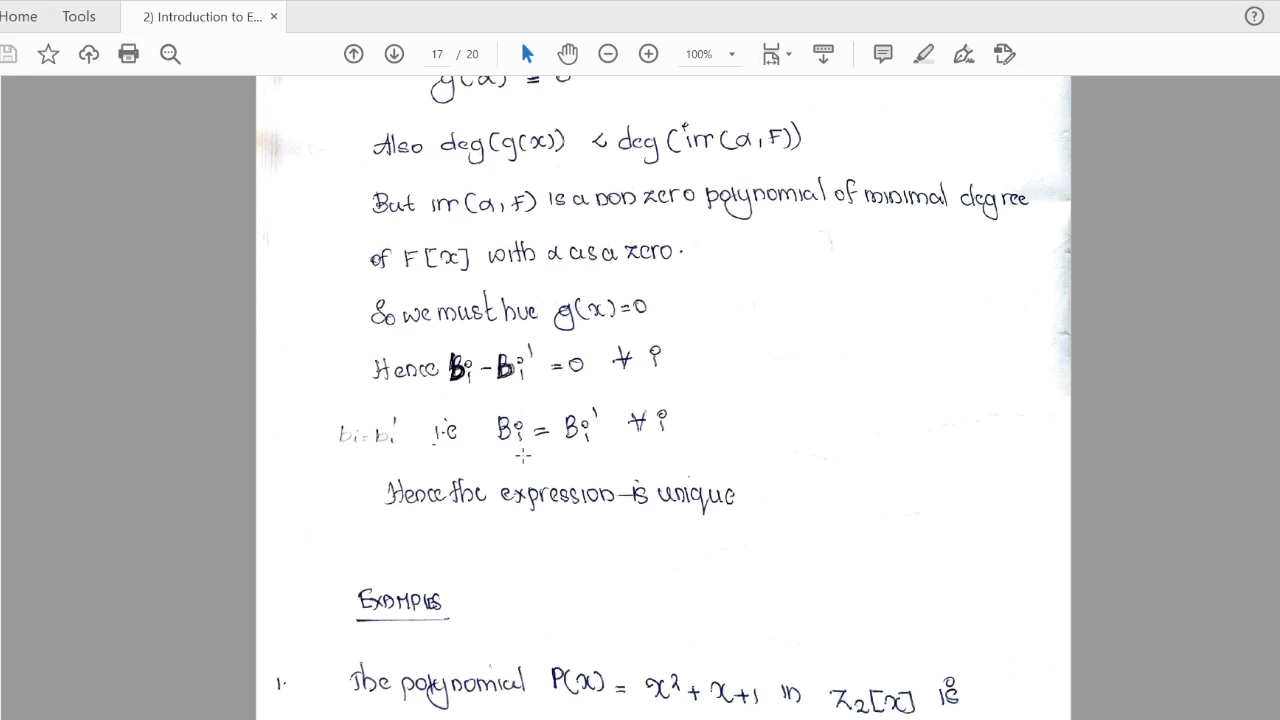 Home Tools 2) Introduction to E... ×
17 / 20 100%
g(α) = 0
Also deg(g(x)) < deg(irr(α,F))
But irr(α,F) is a non zero polynomial of minimal degree
of F[x] with α as a zero.
So we must hve g(x)=0
Hence Bi - Bi' = 0 ∀ i
bi=bi' i.e Bi = Bi' ∀ i
Hence the expression is unique
EXAMPLES
1. The polynomial P(x) = x² + x+1 in Z₂[x] is